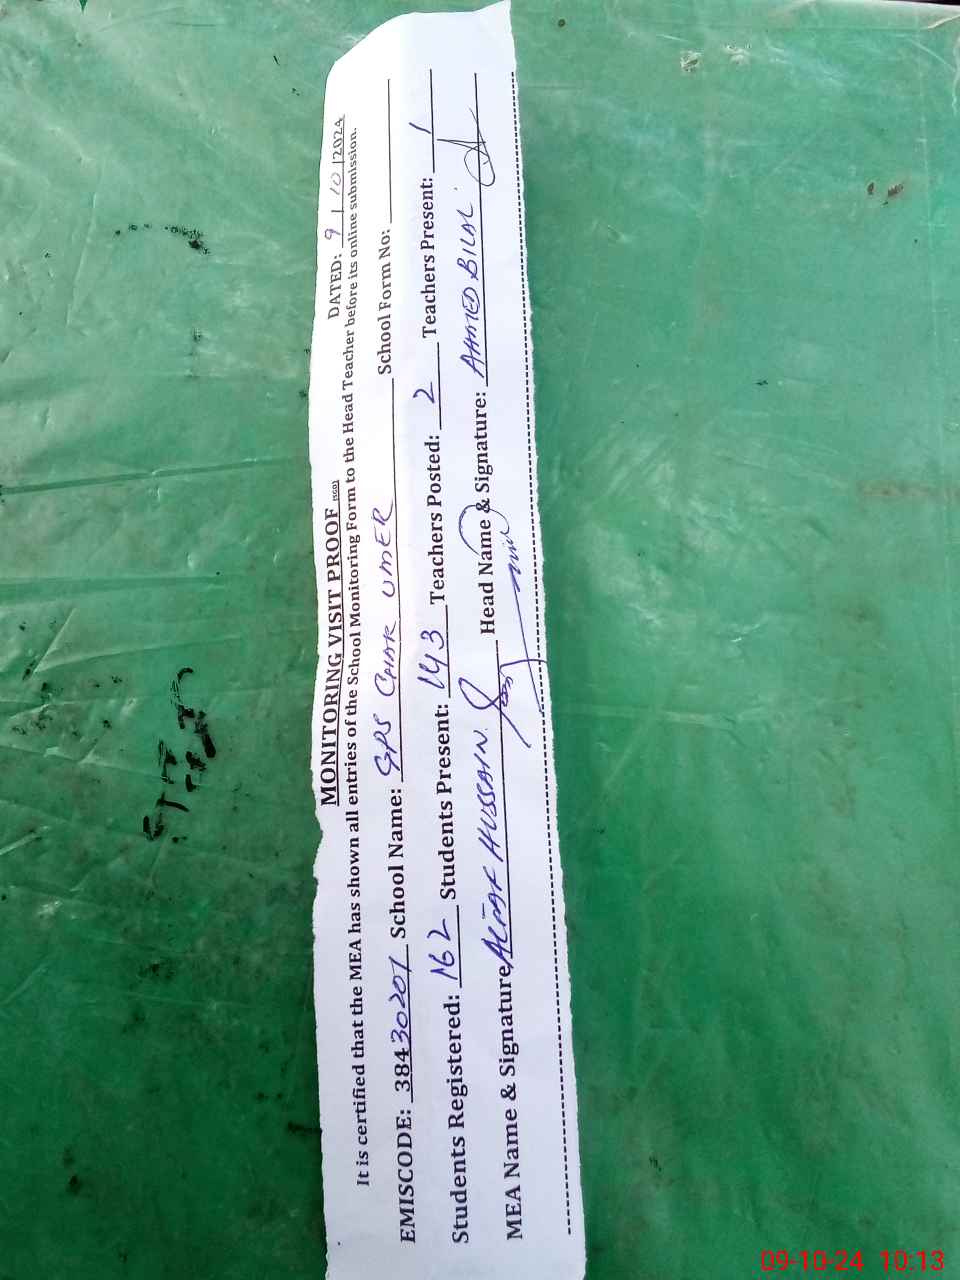 MONITORING VISIT PROOF DATED: 9/10/2024
It is certified that the MEA has shown all entries of the School Monitoring Form to the Head Teacher before its online submission.
EMISCODE: 38430201 School Name: GPS CHAK UMER School Form No:
Students Registered: 162 Students Present: 143 Teachers Posted: 2 Teachers Present: 1
MEA Name & Signature HUSSAIN. Head Name & Signature: AHMED BILAL
09-10-24 10:13